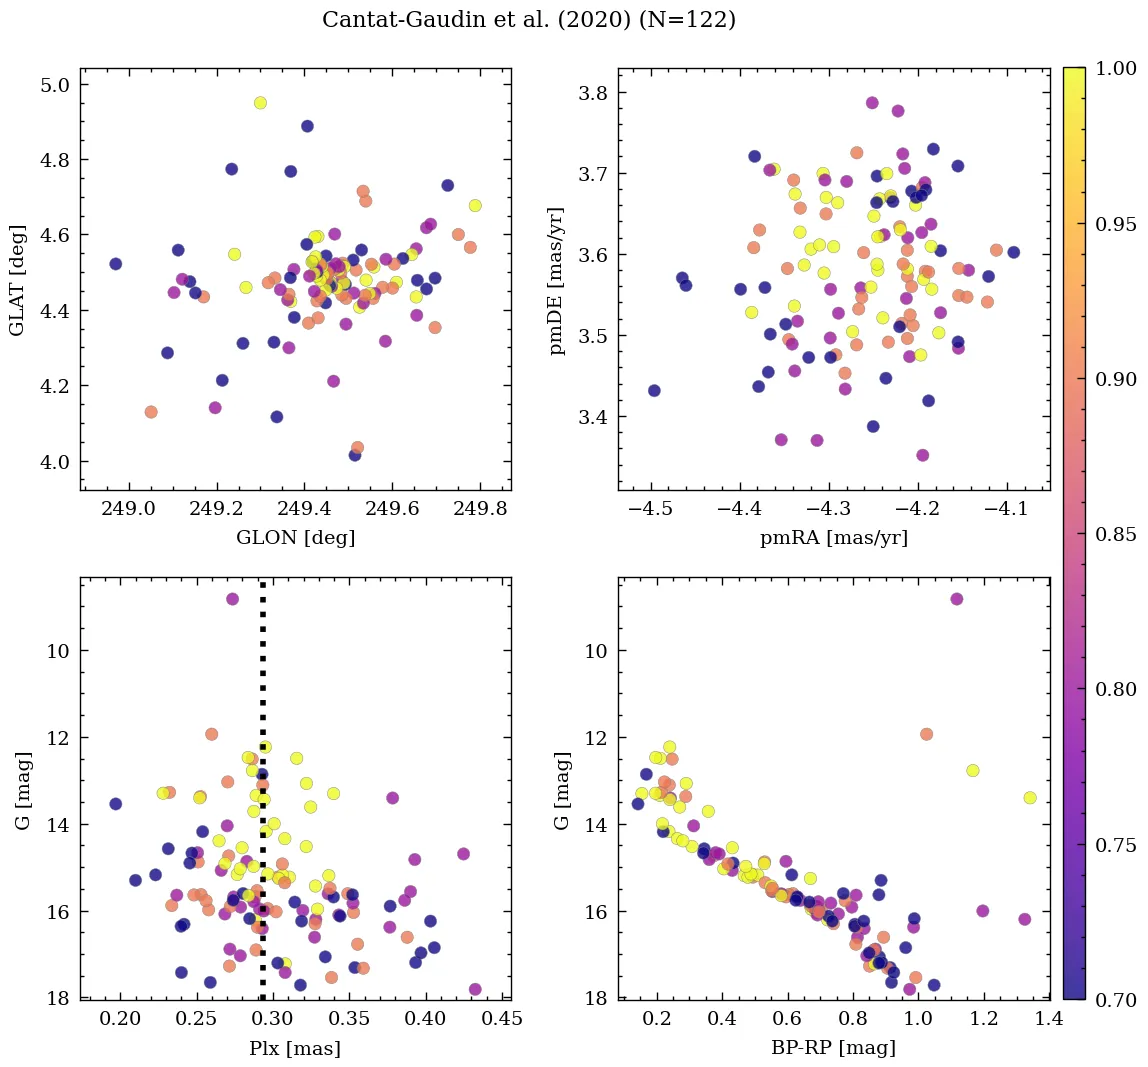 Cantat-Gaudin et al. (2020) (N=122)
5.0
4.8
4.6
4.4
4.2
4.0
GLAT [deg]
249.0 249.2 249.4 249.6 249.8
GLON [deg]
3.8
3.7
3.6
3.5
3.4
pmDE [mas/yr]
−4.5 −4.4 −4.3 −4.2 −4.1
pmRA [mas/yr]
1.00
0.95
0.90
0.85
0.80
0.75
0.70
10
12
14
16
18
G [mag]
0.20 0.25 0.30 0.35 0.40 0.45
Plx [mas]
10
12
14
16
18
G [mag]
0.2 0.4 0.6 0.8 1.0 1.2 1.4
BP-RP [mag]